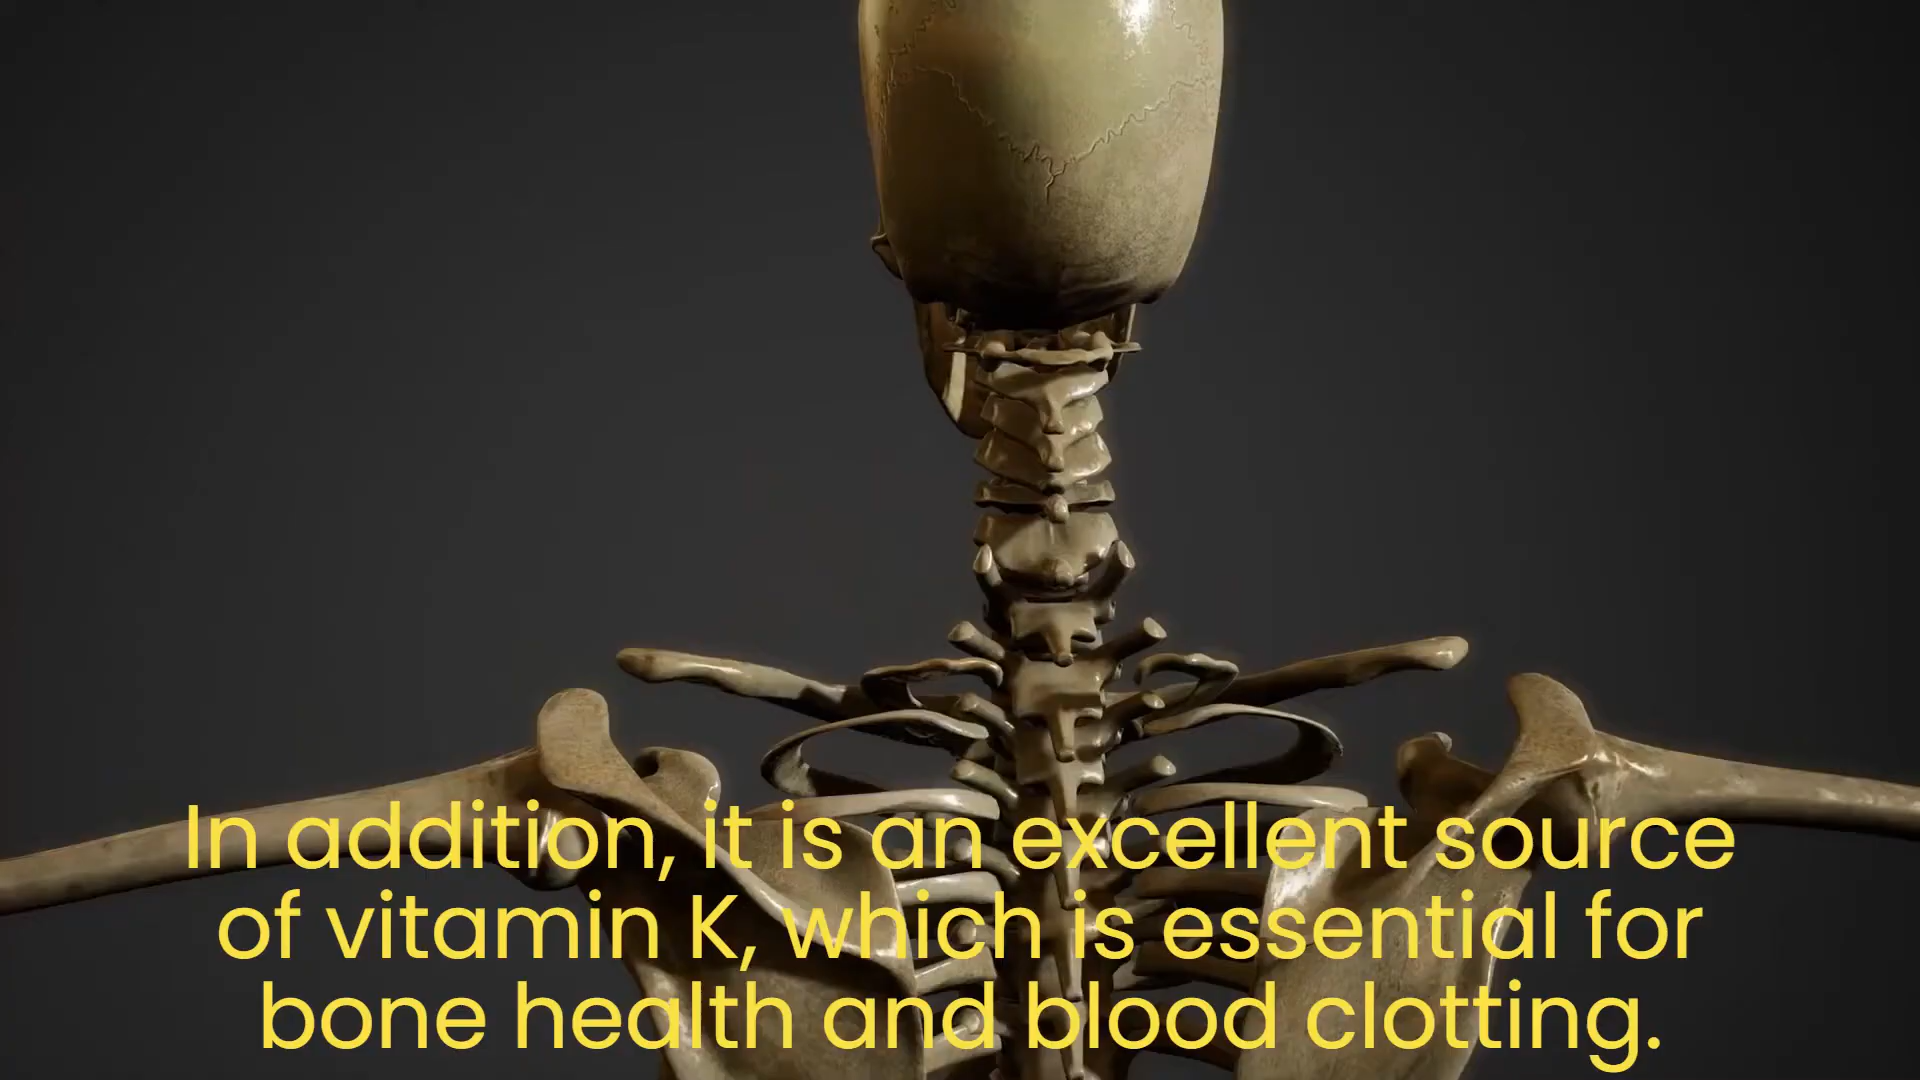 In addition, it is an excellent source
of vitamin K, which is essential for
bone health and blood clotting.